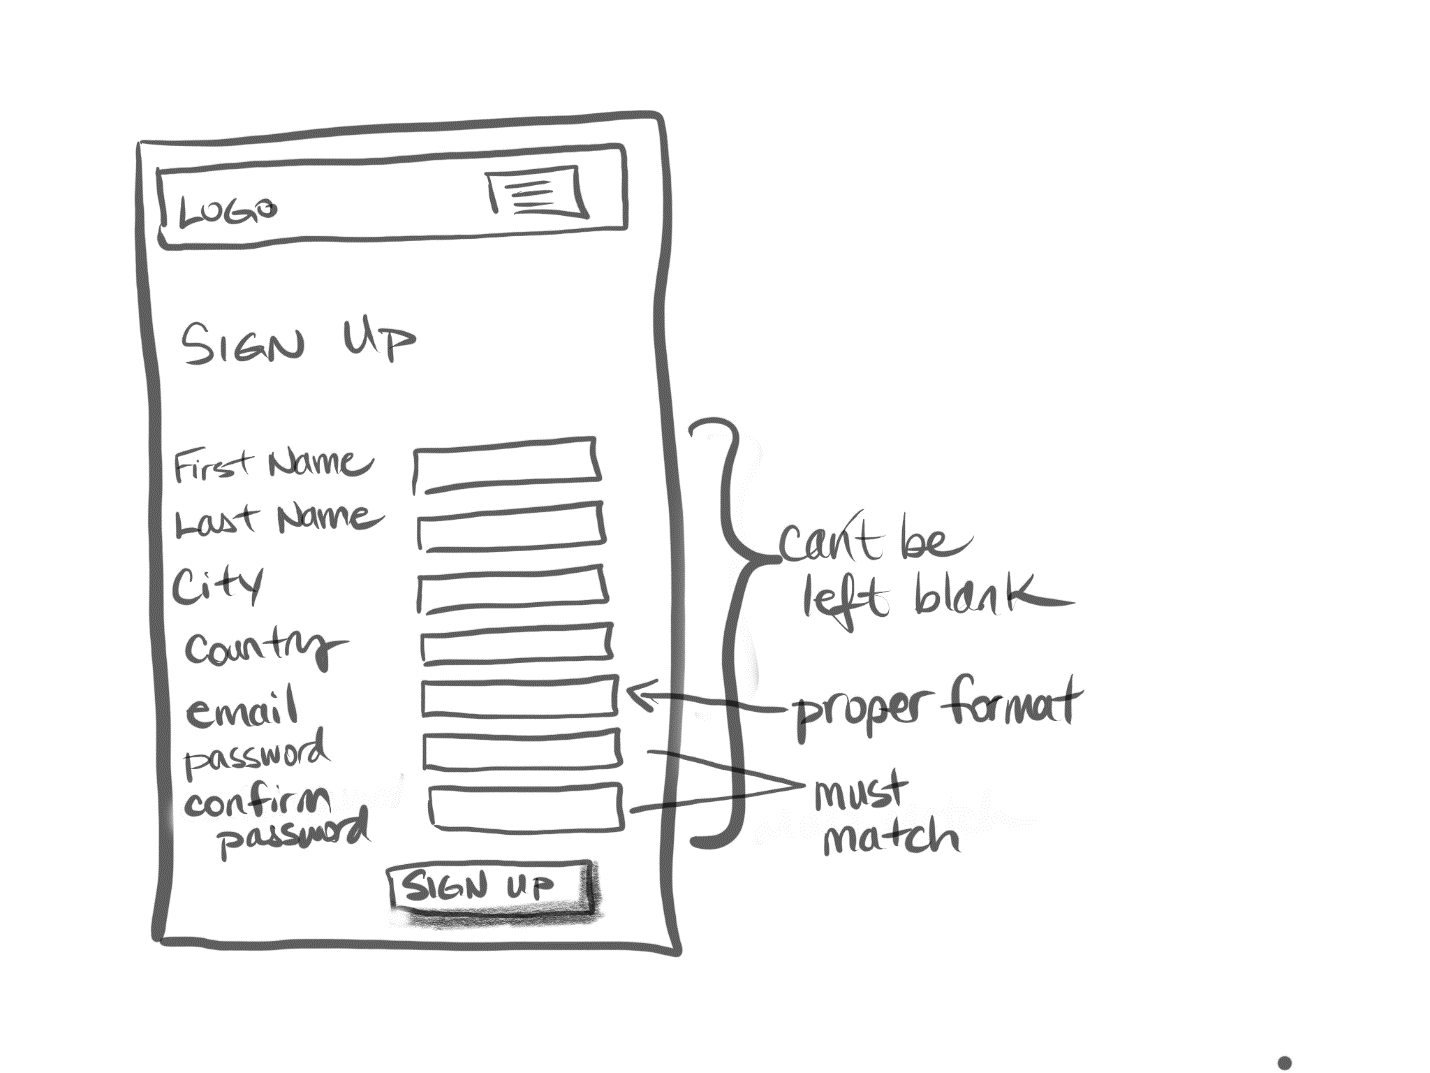 LOGO
SIGN UP
First Name
Last Name
City
Country
email
password
confirm
password
SIGN UP
can't be
left blank
proper format
must
match